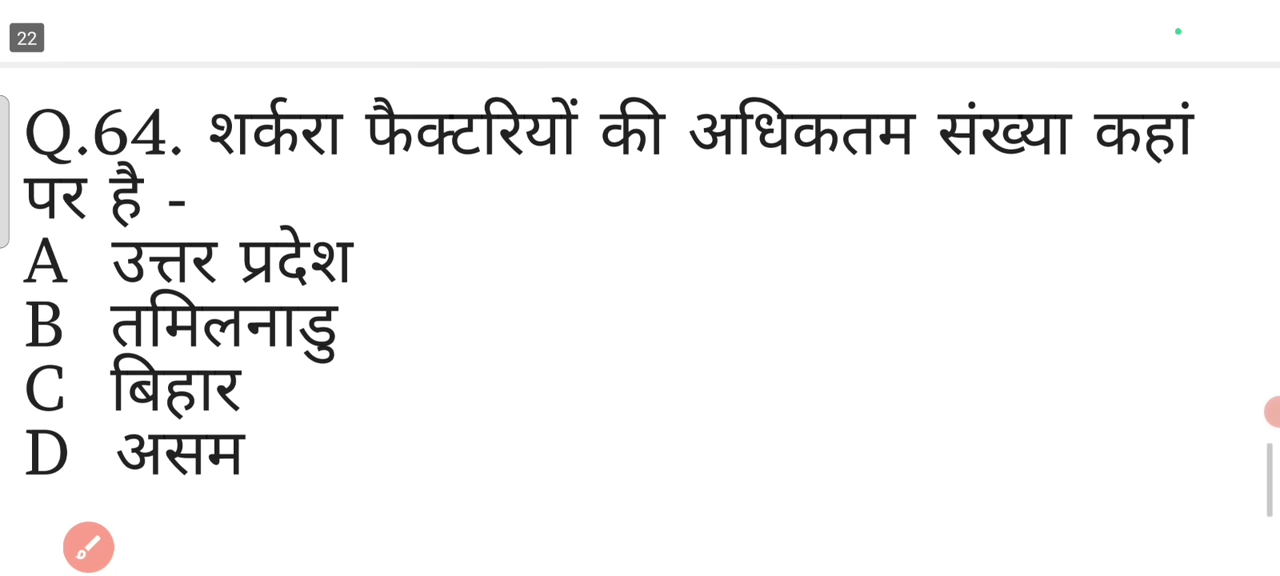 22
Q.64. शर्करा फैक्टरियों की अधिकतम संख्या कहां
पर है -
A उत्तर प्रदेश
B तमिलनाडु
C बिहार
D असम